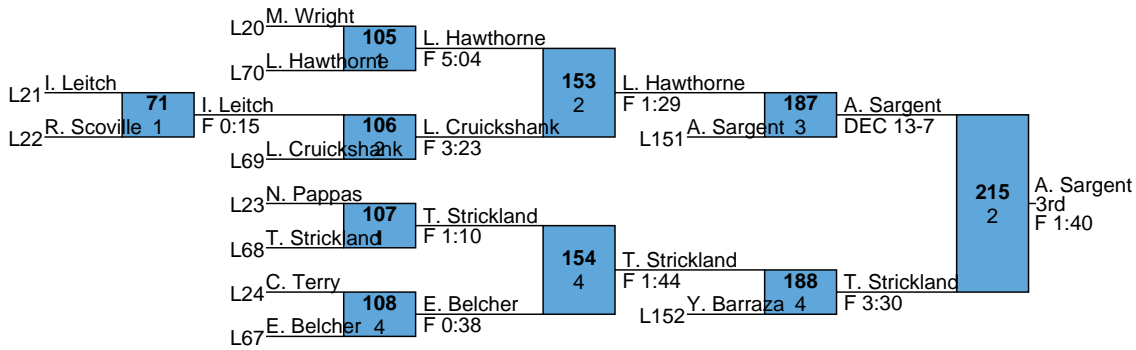 M. Wright
L20
105
1
L. Hawthorne
F 5:04
L. Hawthorne
L70
153
2
L. Hawthorne
F 1:29
I. Leitch
L21
71
1
I. Leitch
F 0:15
R. Scoville
L22
106
2
L. Cruickshank
F 3:23
L. Cruickshank
L69
187
3
A. Sargent
DEC 13-7
A. Sargent
L151
N. Pappas
L23
107
1
T. Strickland
F 1:10
T. Strickland
L68
154
4
T. Strickland
F 1:44
C. Terry
L24
108
4
E. Belcher
F 0:38
E. Belcher
L67
188
4
T. Strickland
F 3:30
Y. Barraza
L152
215
2
A. Sargent
3rd
F 1:40